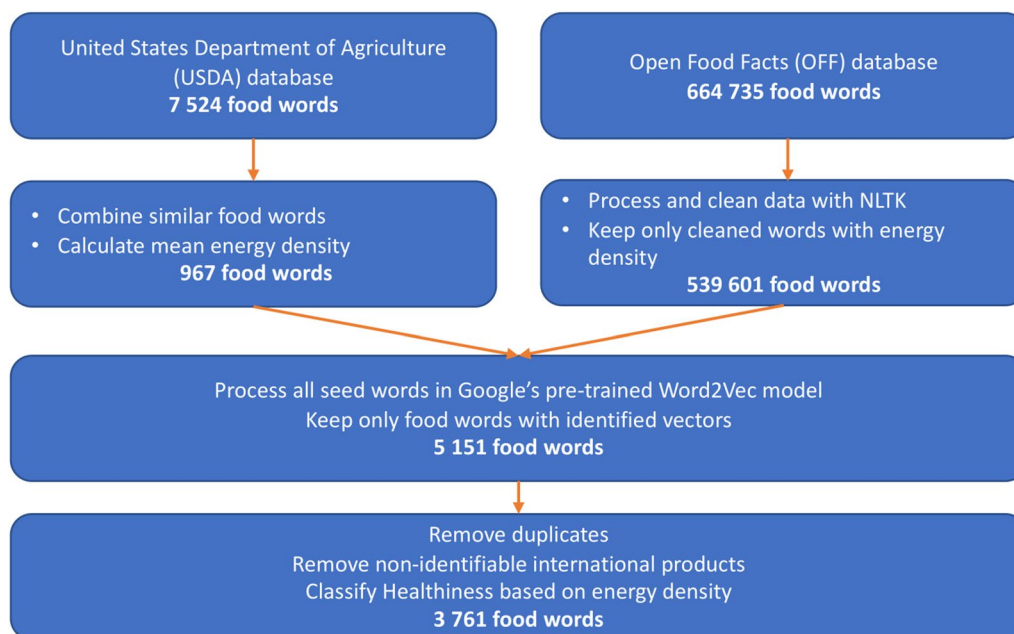 United States Department of Agriculture
(USDA) database
7 524 food words
Open Food Facts (OFF) database
664 735 food words
• Combine similar food words
• Calculate mean energy density
967 food words
• Process and clean data with NLTK
• Keep only cleaned words with energy
density
539 601 food words
Process all seed words in Google’s pre-trained Word2Vec model
Keep only food words with identified vectors
5 151 food words
Remove duplicates
Remove non-identifiable international products
Classify Healthiness based on energy density
3 761 food words